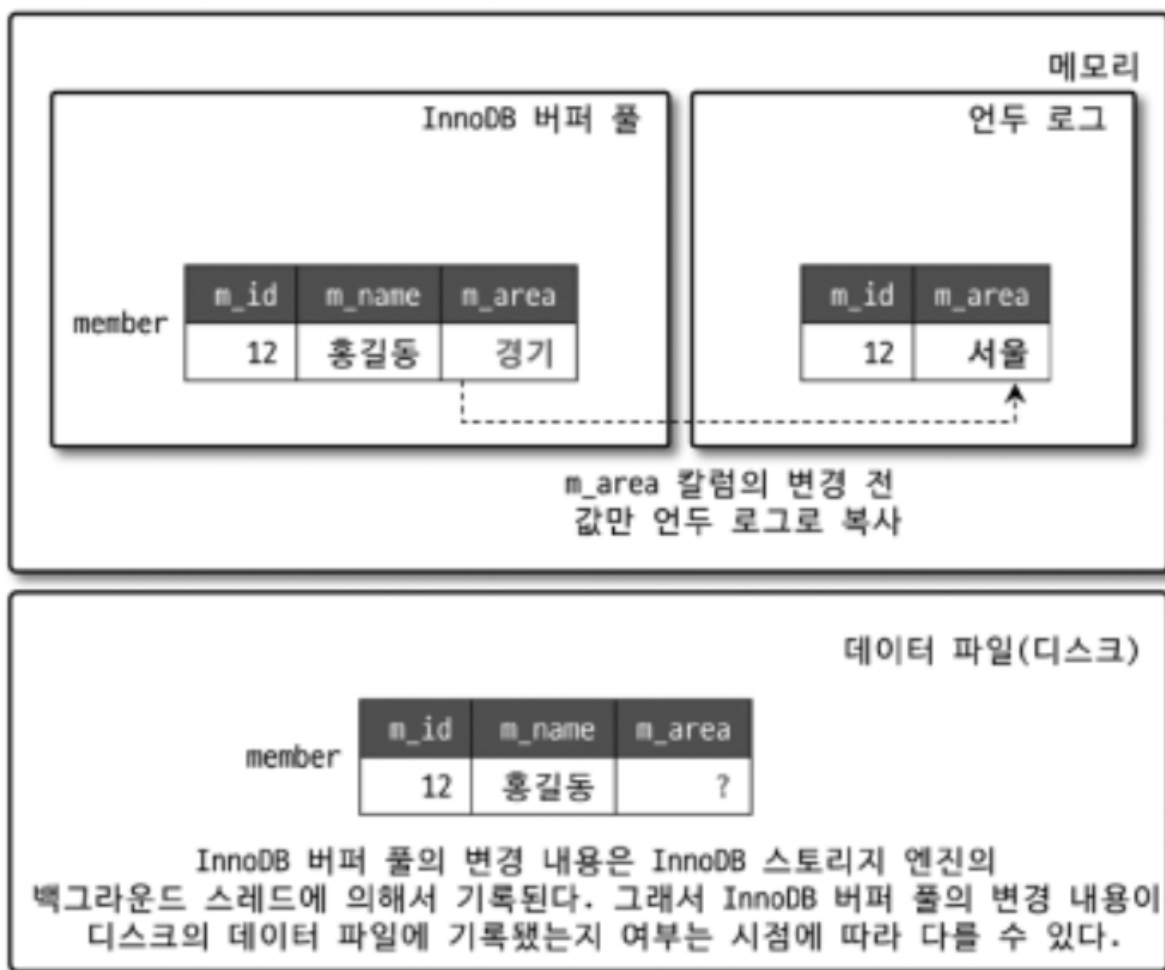 메모리
InnoDB 버퍼 풀
언두 로그
m_id m_name m_area
member
12 홍길동 경기
m_id m_area
12 서울
m_area 칼럼의 변경 전
값만 언두 로그로 복사
데이터 파일(디스크)
m_id m_name m_area
member
12 홍길동 ?
InnoDB 버퍼 풀의 변경 내용은 InnoDB 스토리지 엔진의
백그라운드 스레드에 의해서 기록된다. 그래서 InnoDB 버퍼 풀의 변경 내용이
디스크의 데이터 파일에 기록됐는지 여부는 시점에 따라 다를 수 있다.